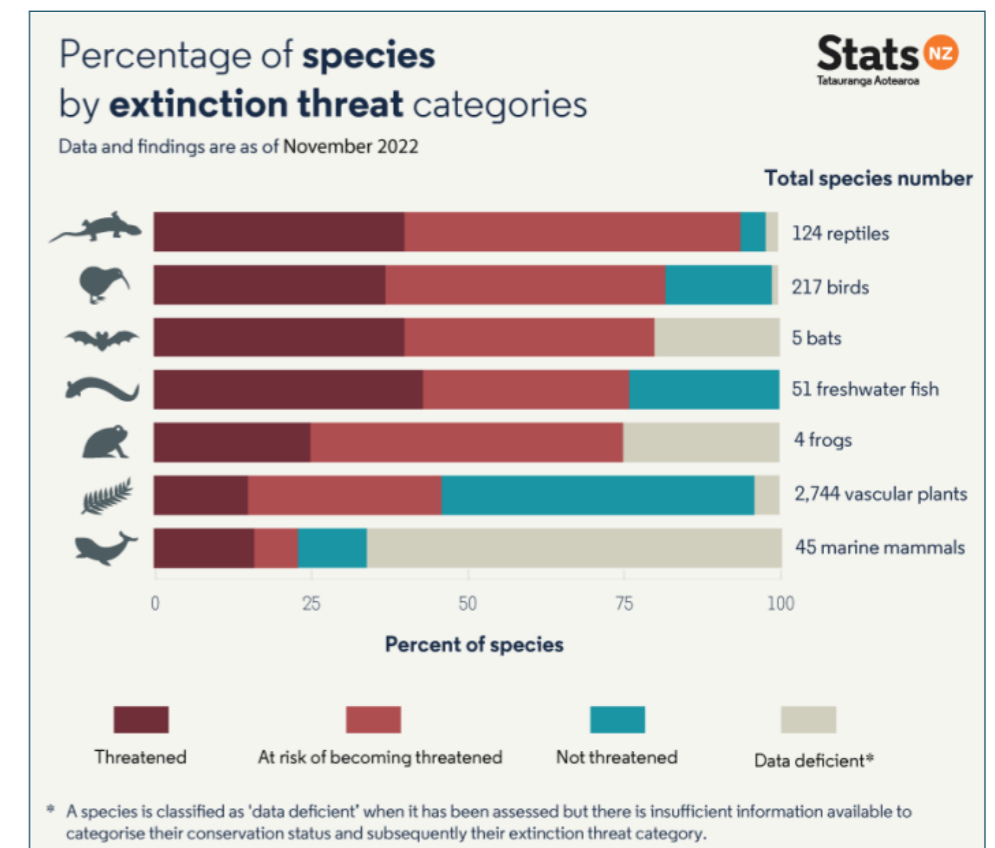 Percentage of species
by extinction threat categories
Data and findings are as of November 2022
Stats NZ
Tatauranga Aotearoa
Total species number
124 reptiles
217 birds
5 bats
51 freshwater fish
4 frogs
2,744 vascular plants
45 marine mammals
0 25 50 75 100
Percent of species
Threatened At risk of becoming threatened Not threatened Data deficient*
* A species is classified as 'data deficient' when it has been assessed but there is insufficient information available to
categorise their conservation status and subsequently their extinction threat category.